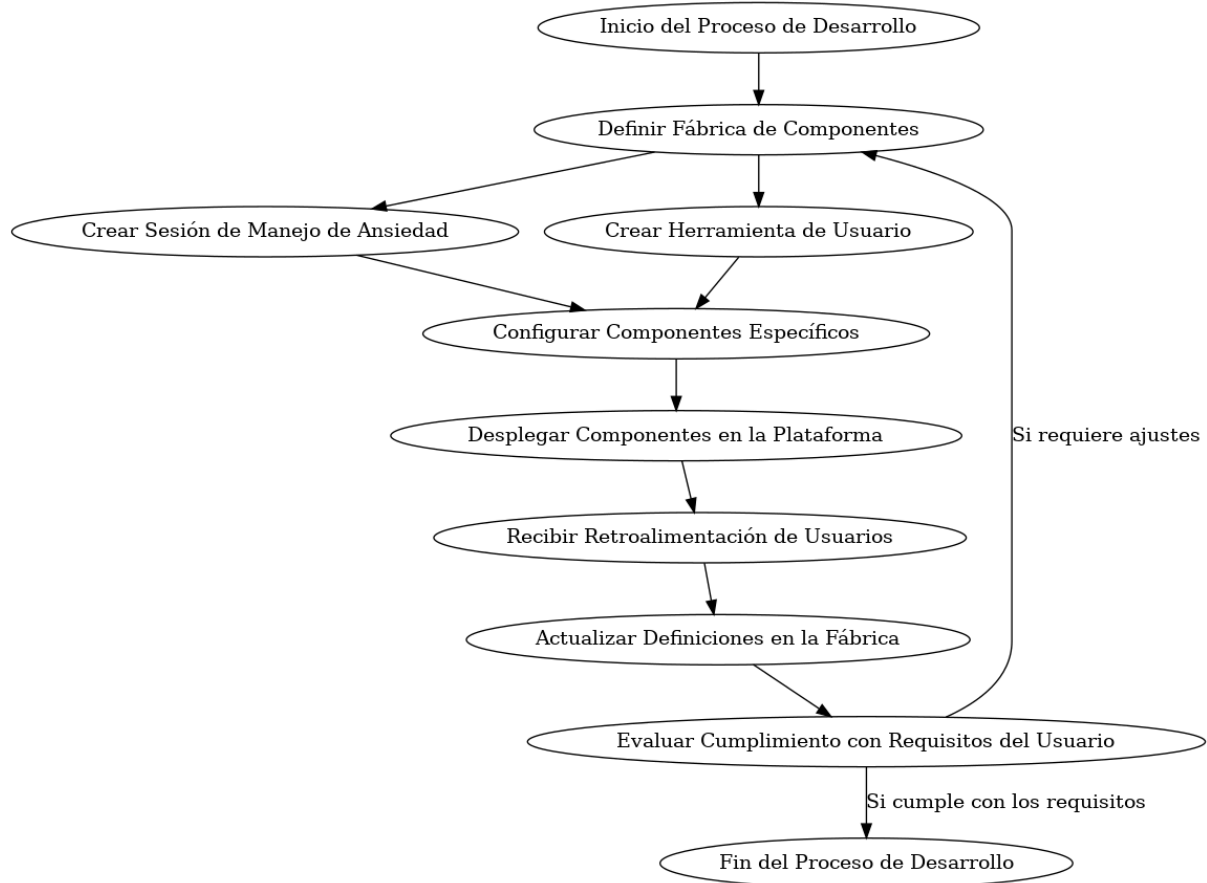 Inicio del Proceso de Desarrollo
Definir Fábrica de Componentes
Crear Sesión de Manejo de Ansiedad
Crear Herramienta de Usuario
Configurar Componentes Específicos
Desplegar Componentes en la Plataforma
Si requiere ajustes
Recibir Retroalimentación de Usuarios
Actualizar Definiciones en la Fábrica
Evaluar Cumplimiento con Requisitos del Usuario
Si cumple con los requisitos
Fin del Proceso de Desarrollo